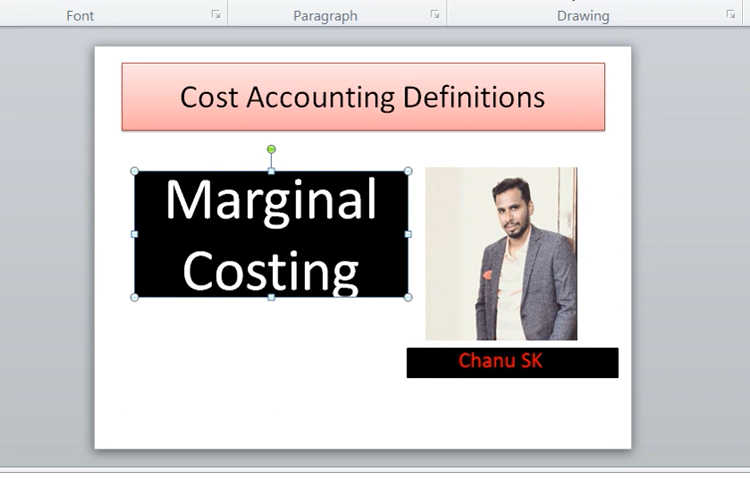 Font
Paragraph
Drawing
Cost Accounting Definitions
Marginal
Costing
Chanu SK